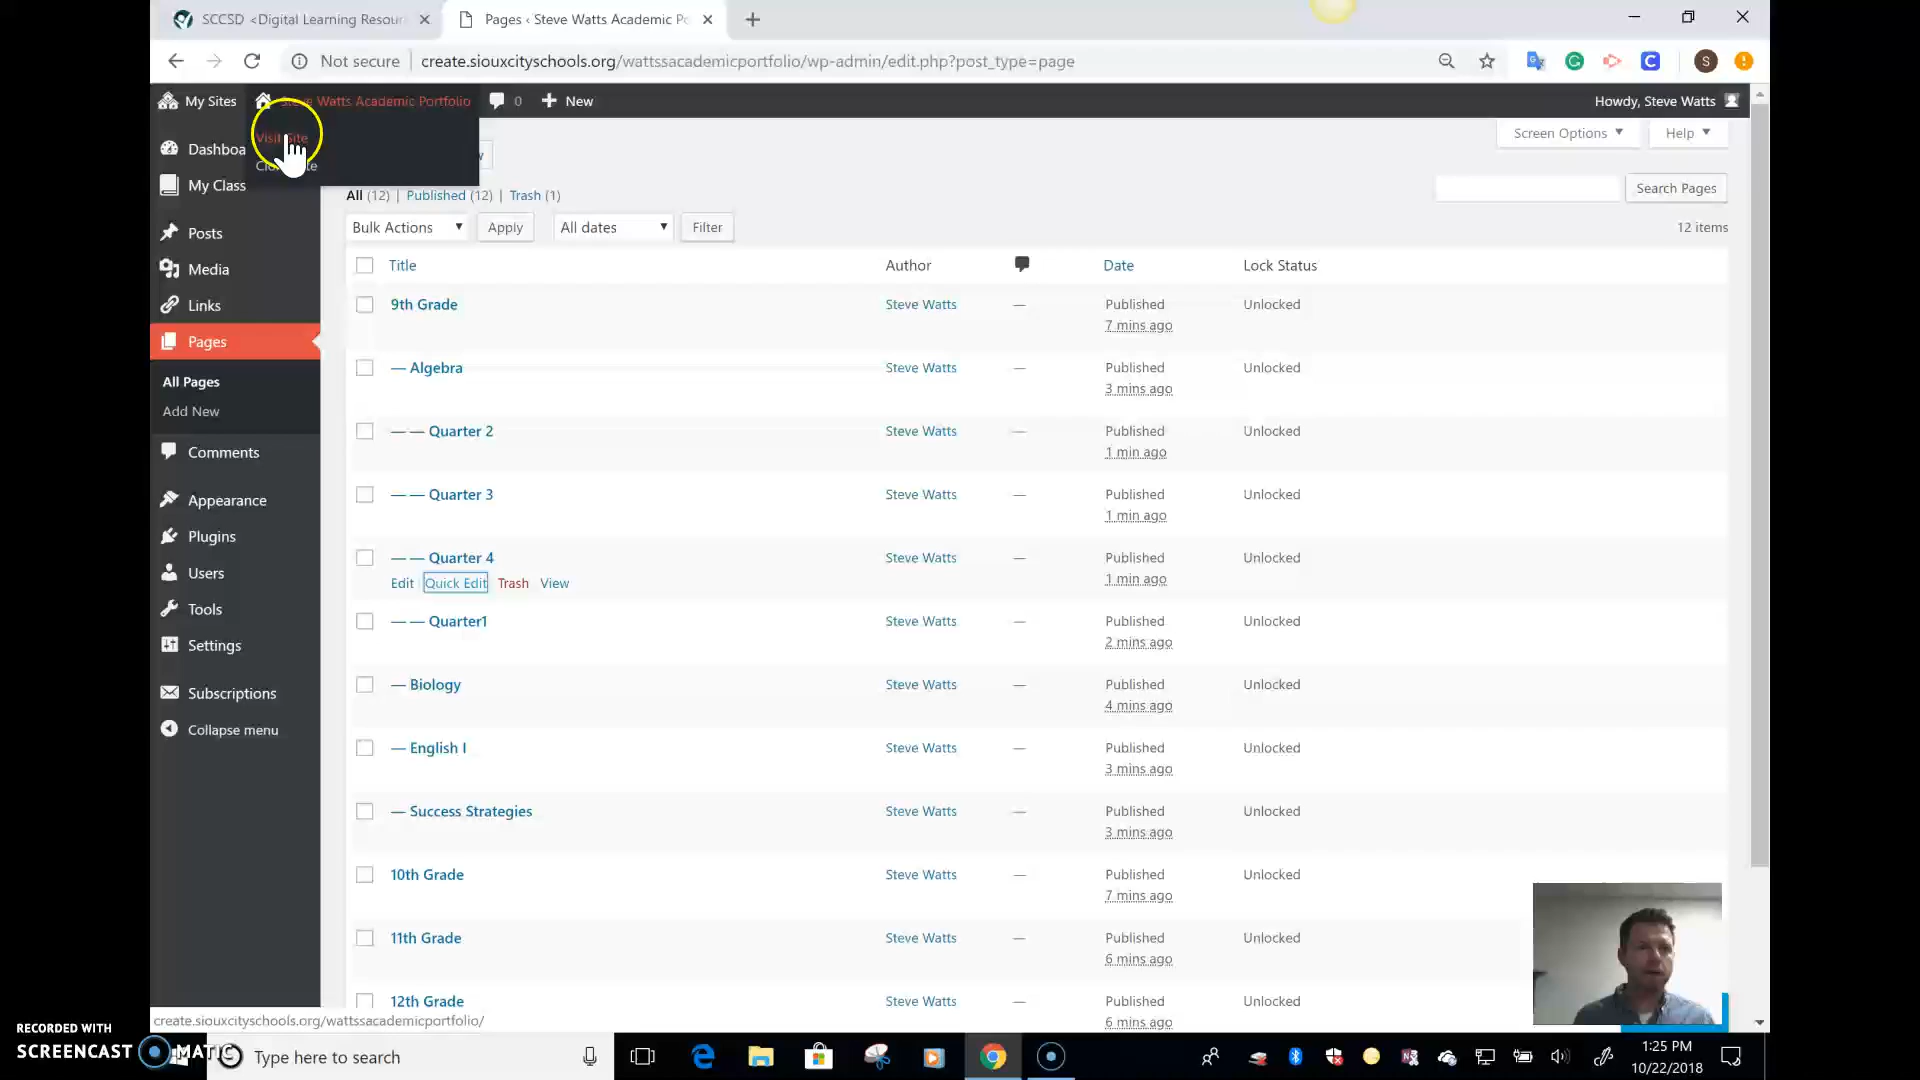 SCCSD <Digital Learning Resour
Pages ‹ Steve Watts Academic Po
Not secure
create.siouxcityschools.org/wattssacademicportfolio/wp-admin/edit.php?post_type=page
S
My Sites
Steve Watts Academic Portfolio
0
New
Howdy, Steve Watts
Visit Site
Screen Options
Help
Dashboa
My Class
Posts
Media
Links
Pages
All Pages
Add New
Comments
Appearance
Plugins
Users
Tools
Settings
Subscriptions
Collapse menu
All (12) | Published (12) | Trash (1)
Search Pages
Bulk Actions
Apply
All dates
Filter
12 items
Title Author Date Lock Status
9th Grade Steve Watts — Published Unlocked
7 mins ago
— Algebra Steve Watts — Published Unlocked
3 mins ago
— — Quarter 2 Steve Watts — Published Unlocked
1 min ago
— — Quarter 3 Steve Watts — Published Unlocked
1 min ago
— — Quarter 4 Steve Watts — Published Unlocked
Edit Quick Edit Trash View 1 min ago
— — Quarter1 Steve Watts — Published Unlocked
2 mins ago
— Biology Steve Watts — Published Unlocked
4 mins ago
— English I Steve Watts — Published Unlocked
3 mins ago
— Success Strategies Steve Watts — Published Unlocked
3 mins ago
10th Grade Steve Watts — Published Unlocked
7 mins ago
11th Grade Steve Watts — Published Unlocked
6 mins ago
12th Grade Steve Watts — Published Unlocked
6 mins ago
create.siouxcityschools.org/wattssacademicportfolio/
RECORDED WITH
SCREENCAST MATIC
Type here to search
1:25 PM
10/22/2018